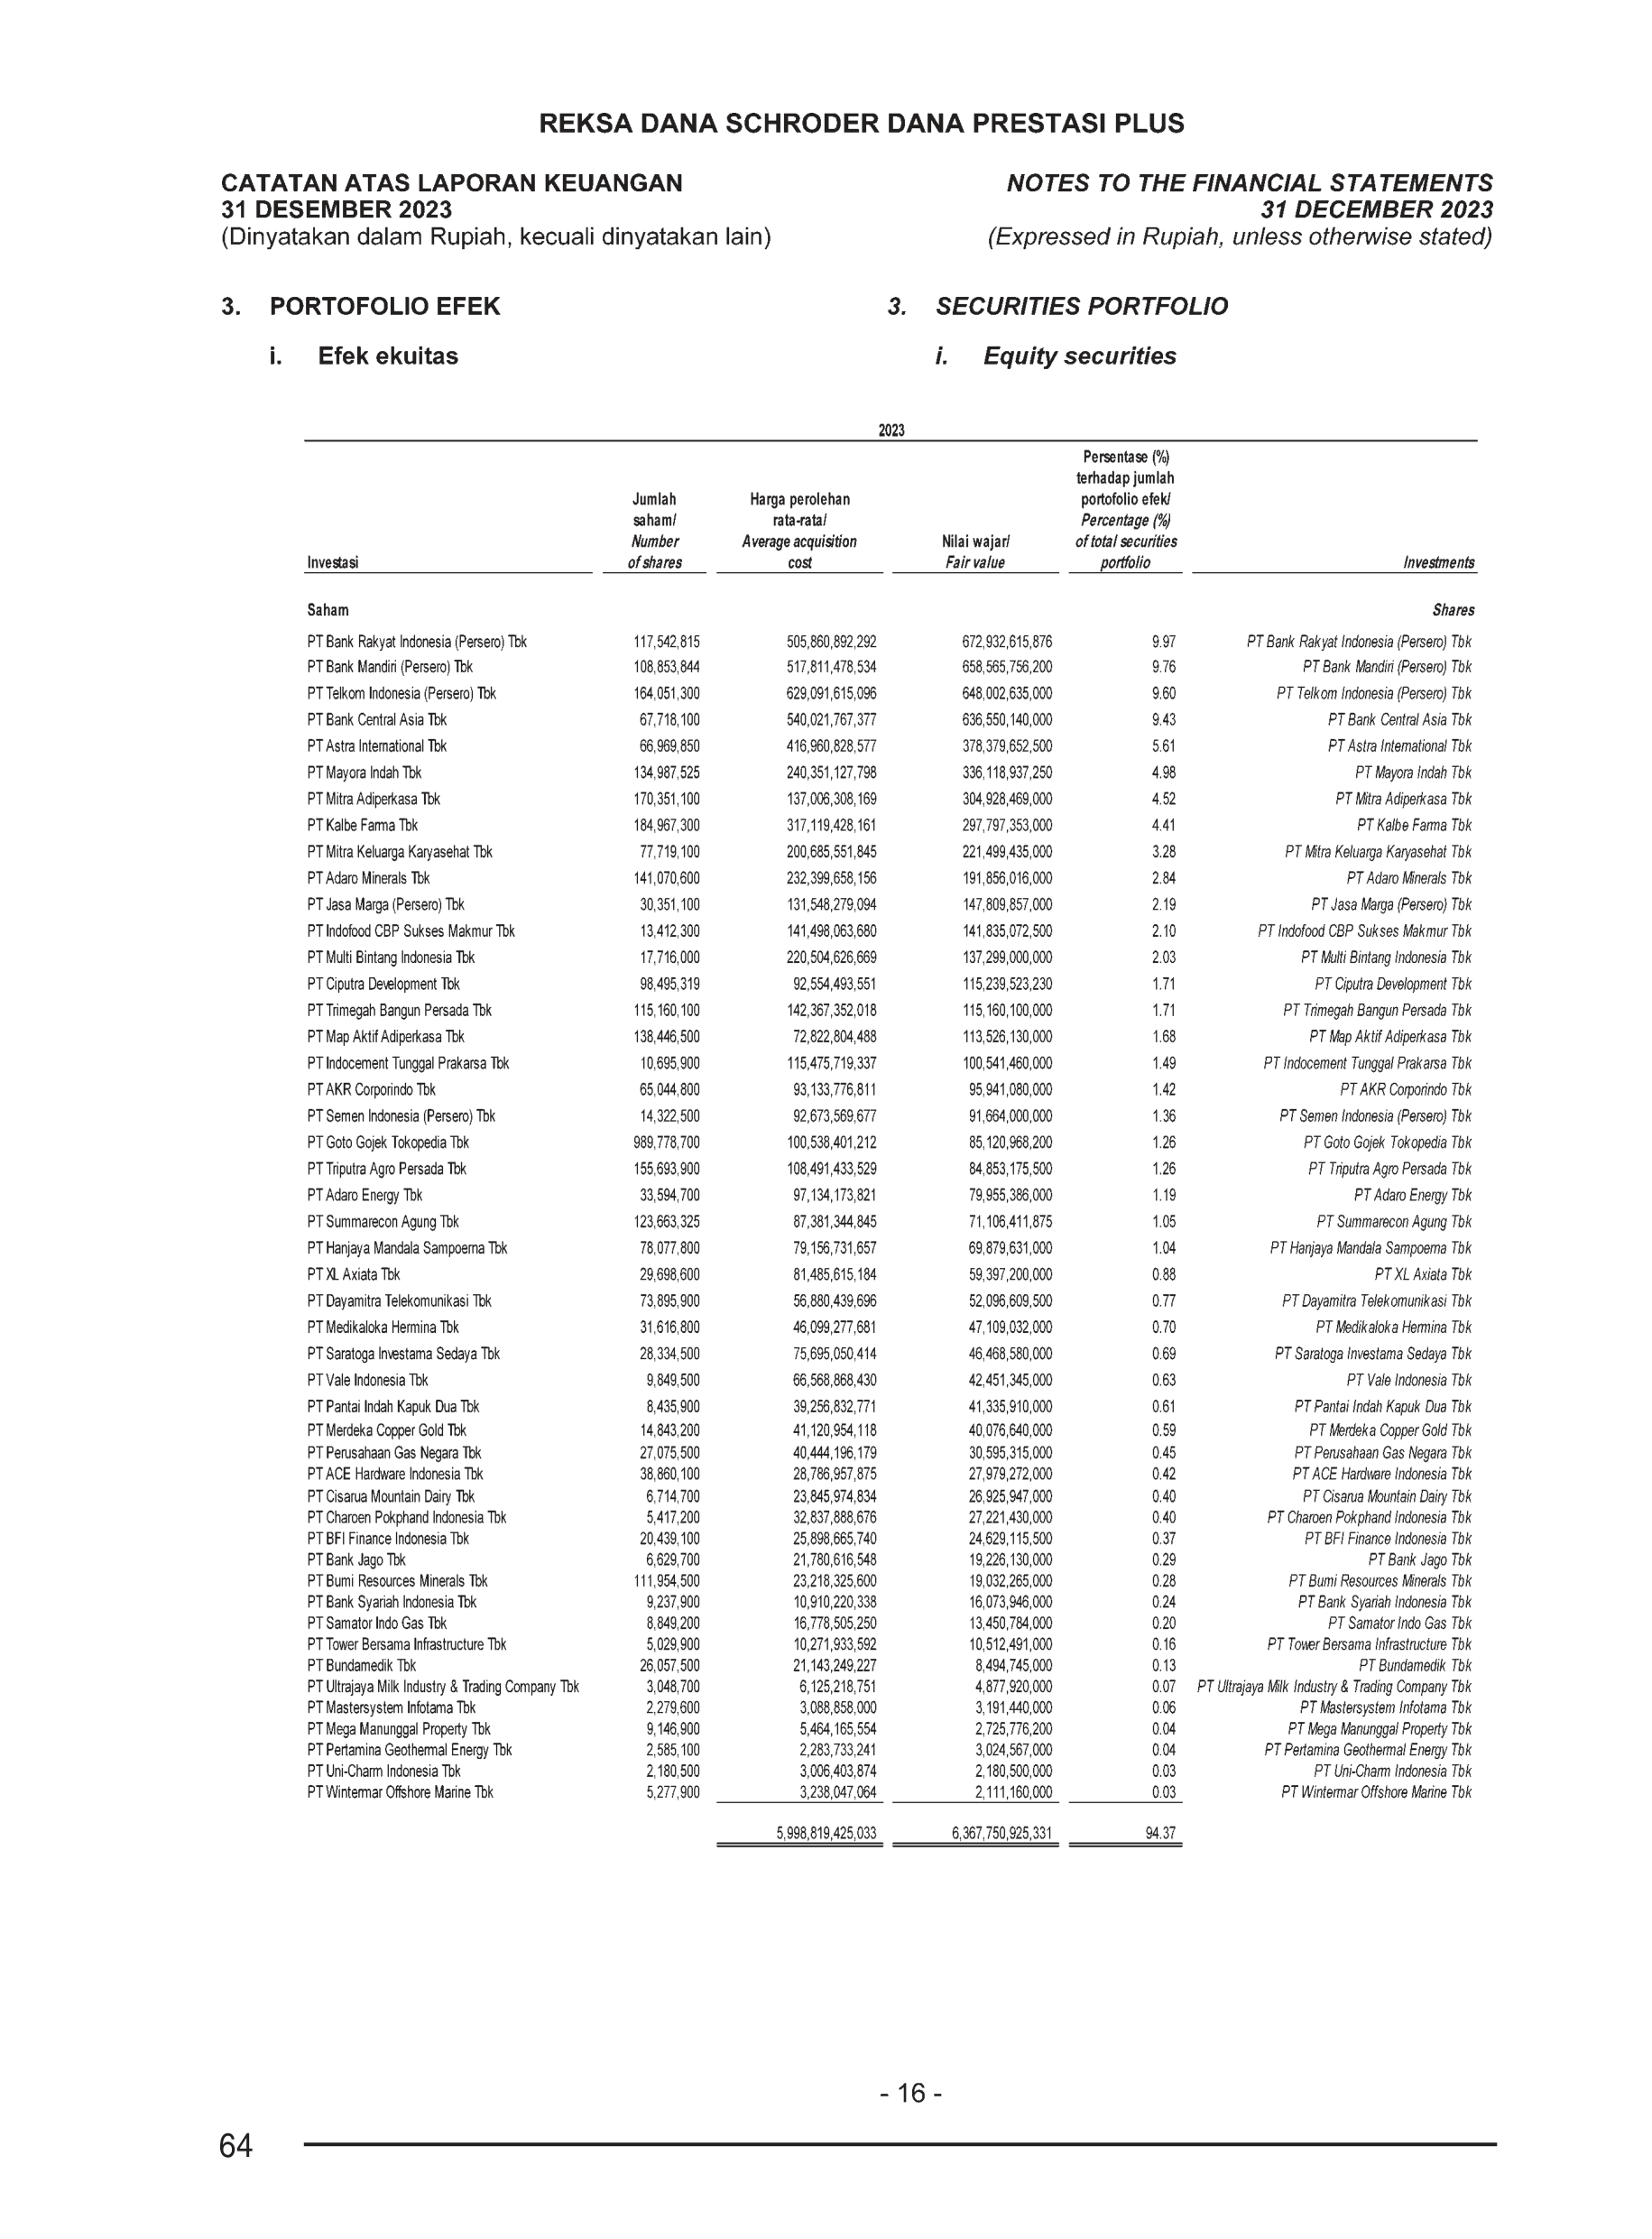 REKSA DANA SCHRODER DANA PRESTASI PLUS
CATATAN ATAS LAPORAN KEUANGAN NOTES TO THE FINANCIAL STATEMENTS
31 DESEMBER 2023 31 DECEMBER 2023
(Dinyatakan dalam Rupiah, kecuali dinyatakan lain) (Expressed in Rupiah, unless otherwise stated)
3. PORTOFOLIO EFEK 3. SECURITIES PORTFOLIO
i. Efek ekuitas i. Equity securities
2023
Persentase (%)
terhadap jumlah
Jumlah Harga perolehan portofolio efek/
saham/ rata-rata/ Percentage (%)
Number Average acquisition Nilai wajar/ of total securities
Investasi of shares cost Fair value portfolio Investments
Saham Shares
PT Bank Rakyat Indonesia (Persero) Tbk 117,542,815 505,860,892,292 672,932,615,876 9.97 PT Bank Rakyat Indonesia (Persero) Tbk
PT Bank Mandiri (Persero) Tbk 108,853,844 517,811,478,534 658,565,756,200 9.76 PT Bank Mandiri (Persero) Tbk
PT Telkom Indonesia (Persero) Tbk 164,051,300 629,091,615,096 648,002,635,000 9.60 PT Telkom Indonesia (Persero) Tbk
PT Bank Central Asia Tbk 67,718,100 540,021,767,377 636,550,140,000 9.43 PT Bank Central Asia Tbk
PT Astra International Tbk 66,969,850 416,960,828,577 378,379,652,500 5.61 PT Astra International Tbk
PT Mayora Indah Tbk 134,987,525 240,351,127,798 336,118,937,250 4.98 PT Mayora Indah Tbk
PT Mitra Adiperkasa Tbk 170,351,100 137,006,308,169 304,928,469,000 4.52 PT Mitra Adiperkasa Tbk
PT Kalbe Farma Tbk 184,967,300 317,119,428,161 297,797,353,000 4.41 PT Kalbe Farma Tbk
PT Mitra Keluarga Karyasehat Tbk 77,719,100 200,685,551,845 221,499,435,000 3.28 PT Mitra Keluarga Karyasehat Tbk
PT Adaro Minerals Tbk 141,070,600 232,399,658,156 191,856,016,000 2.84 PT Adaro Minerals Tbk
PT Jasa Marga (Persero) Tbk 30,351,100 131,548,279,094 147,809,857,000 2.19 PT Jasa Marga (Persero) Tbk
PT Indofood CBP Sukses Makmur Tbk 13,412,300 141,498,063,680 141,835,072,500 2.10 PT Indofood CBP Sukses Makmur Tbk
PT Multi Bintang Indonesia Tbk 17,716,000 220,504,626,669 137,299,000,000 2.03 PT Multi Bintang Indonesia Tbk
PT Ciputra Development Tbk 98,495,319 92,554,493,551 115,239,523,230 1.71 PT Ciputra Development Tbk
PT Trimegah Bangun Persada Tbk 115,160,100 142,367,352,018 115,160,100,000 1.71 PT Trimegah Bangun Persada Tbk
PT Map Aktif Adiperkasa Tbk 138,446,500 72,822,804,488 113,526,130,000 1.68 PT Map Aktif Adiperkasa Tbk
PT Indocement Tunggal Prakarsa Tbk 10,695,900 115,475,719,337 100,541,460,000 1.49 PT Indocement Tunggal Prakarsa Tbk
PT AKR Corporindo Tbk 65,044,800 93,133,776,811 95,941,080,000 1.42 PT AKR Corporindo Tbk
PT Semen Indonesia (Persero) Tbk 14,322,500 92,673,569,677 91,664,000,000 1.36 PT Semen Indonesia (Persero) Tbk
PT Goto Gojek Tokopedia Tbk 989,778,700 100,538,401,212 85,120,968,200 1.26 PT Goto Gojek Tokopedia Tbk
PT Triputra Agro Persada Tbk 155,693,900 108,491,433,529 84,853,175,500 1.26 PT Triputra Agro Persada Tbk
PT Adaro Energy Tbk 33,594,700 97,134,173,821 79,955,386,000 1.19 PT Adaro Energy Tbk
PT Summarecon Agung Tbk 123,663,325 87,381,344,845 71,106,411,875 1.05 PT Summarecon Agung Tbk
PT Hanjaya Mandala Sampoerna Tbk 78,077,800 79,156,731,657 69,879,631,000 1.04 PT Hanjaya Mandala Sampoerna Tbk
PT XL Axiata Tbk 29,698,600 81,485,615,184 59,397,200,000 0.88 PT XL Axiata Tbk
PT Dayamitra Telekomunikasi Tbk 73,895,900 56,880,439,696 52,096,609,500 0.77 PT Dayamitra Telekomunikasi Tbk
PT Medikaloka Hermina Tbk 31,616,800 46,099,277,681 47,109,032,000 0.70 PT Medikaloka Hermina Tbk
PT Saratoga Investama Sedaya Tbk 28,334,500 75,695,050,414 46,468,580,000 0.69 PT Saratoga Investama Sedaya Tbk
PT Vale Indonesia Tbk 9,849,500 66,568,868,430 42,451,345,000 0.63 PT Vale Indonesia Tbk
PT Pantai Indah Kapuk Dua Tbk 8,435,900 39,256,832,771 41,335,910,000 0.61 PT Pantai Indah Kapuk Dua Tbk
PT Merdeka Copper Gold Tbk 14,843,200 41,120,954,118 40,076,640,000 0.59 PT Merdeka Copper Gold Tbk
PT Perusahaan Gas Negara Tbk 27,075,500 40,444,196,179 30,595,315,000 0.45 PT Perusahaan Gas Negara Tbk
PT ACE Hardware Indonesia Tbk 38,860,100 28,786,957,875 27,979,272,000 0.42 PT ACE Hardware Indonesia Tbk
PT Cisarua Mountain Dairy Tbk 6,714,700 23,845,974,834 26,925,947,000 0.40 PT Cisarua Mountain Dairy Tbk
PT Charoen Pokphand Indonesia Tbk 5,417,200 32,837,888,676 27,221,430,000 0.40 PT Charoen Pokphand Indonesia Tbk
PT BFI Finance Indonesia Tbk 20,439,100 25,898,665,740 24,629,115,500 0.37 PT BFI Finance Indonesia Tbk
PT Bank Jago Tbk 6,629,700 21,780,616,548 19,226,130,000 0.29 PT Bank Jago Tbk
PT Bumi Resources Minerals Tbk 111,954,500 23,218,325,600 19,032,265,000 0.28 PT Bumi Resources Minerals Tbk
PT Bank Syariah Indonesia Tbk 9,237,900 10,910,220,338 16,073,946,000 0.24 PT Bank Syariah Indonesia Tbk
PT Samator Indo Gas Tbk 8,849,200 16,778,505,250 13,450,784,000 0.20 PT Samator Indo Gas Tbk
PT Tower Bersama Infrastructure Tbk 5,029,900 10,271,933,592 10,512,491,000 0.16 PT Tower Bersama Infrastructure Tbk
PT Bundamedik Tbk 26,057,500 21,143,249,227 8,494,745,000 0.13 PT Bundamedik Tbk
PT Ultrajaya Milk Industry & Trading Company Tbk 3,048,700 6,125,218,751 4,877,920,000 0.07 PT Ultrajaya Milk Industry & Trading Company Tbk
PT Mastersystem Infotama Tbk 2,279,600 3,088,858,000 3,191,440,000 0.06 PT Mastersystem Infotama Tbk
PT Mega Manunggal Property Tbk 9,146,900 5,464,165,554 2,725,776,200 0.04 PT Mega Manunggal Property Tbk
PT Pertamina Geothermal Energy Tbk 2,585,100 2,283,733,241 3,024,567,000 0.04 PT Pertamina Geothermal Energy Tbk
PT Uni-Charm Indonesia Tbk 2,180,500 3,006,403,874 2,180,500,000 0.03 PT Uni-Charm Indonesia Tbk
PT Wintermar Offshore Marine Tbk 5,277,900 3,238,047,064 2,111,160,000 0.03 PT Wintermar Offshore Marine Tbk
5,998,819,425,033 6,367,750,925,331 94.37
- 16 -
64